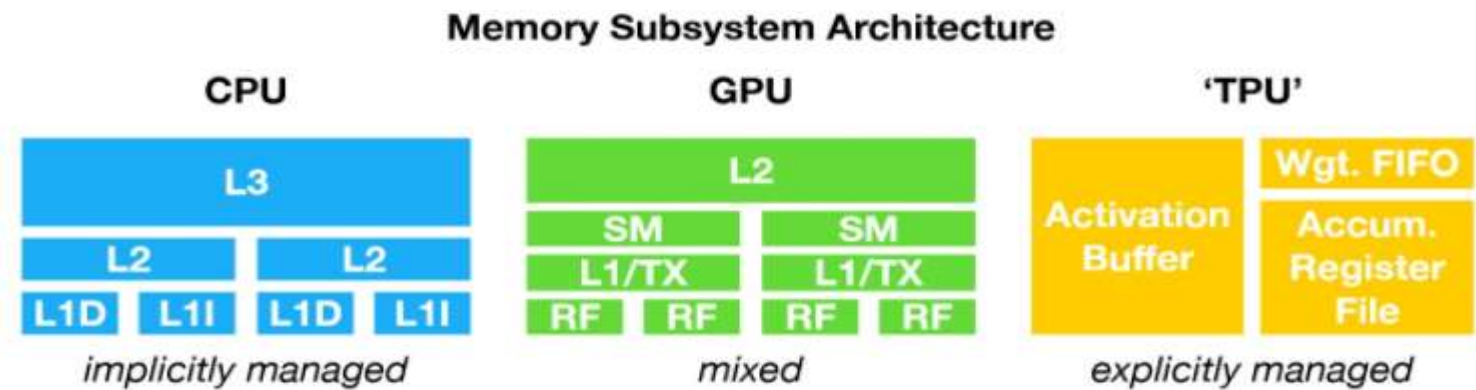 Memory Subsystem Architecture
CPU
GPU
‘TPU’
L3
L2 L2
L1D L1I L1D L1I
implicitly managed
L2
SM SM
L1/TX L1/TX
RF RF RF RF
mixed
Activation
Buffer
Wgt. FIFO
Accum.
Register
File
explicitly managed